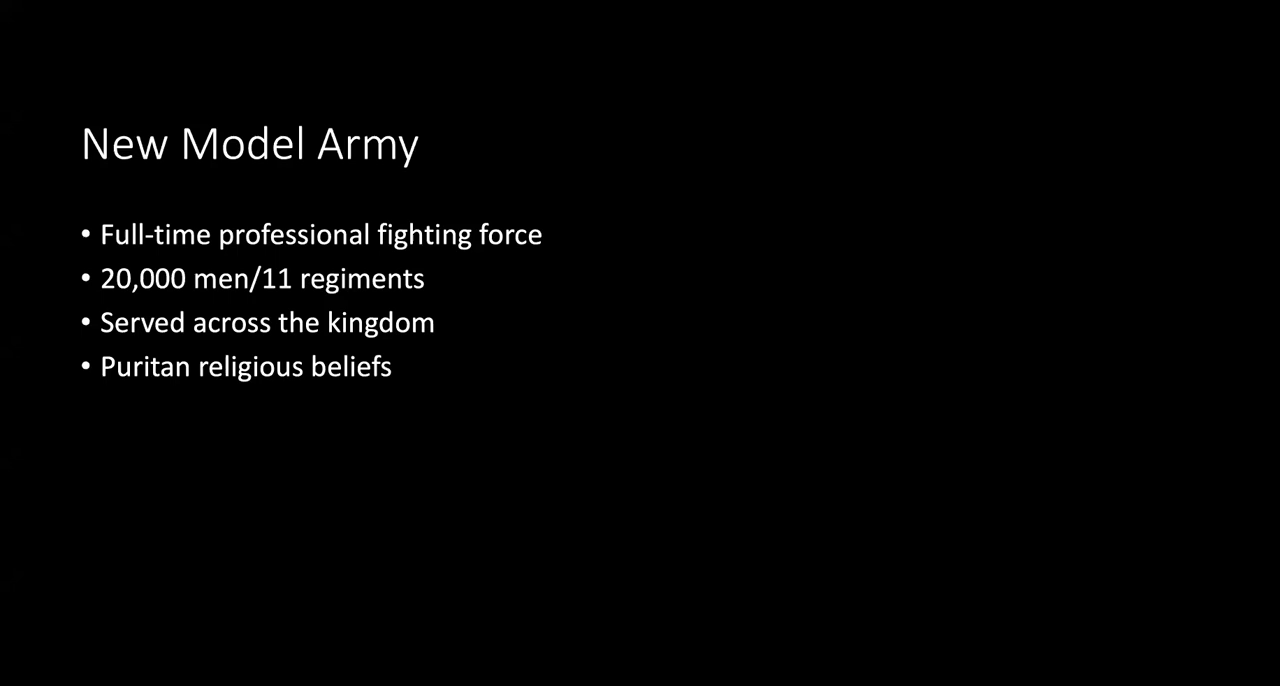 New Model Army
• Full-time professional fighting force
• 20,000 men/11 regiments
• Served across the kingdom
• Puritan religious beliefs